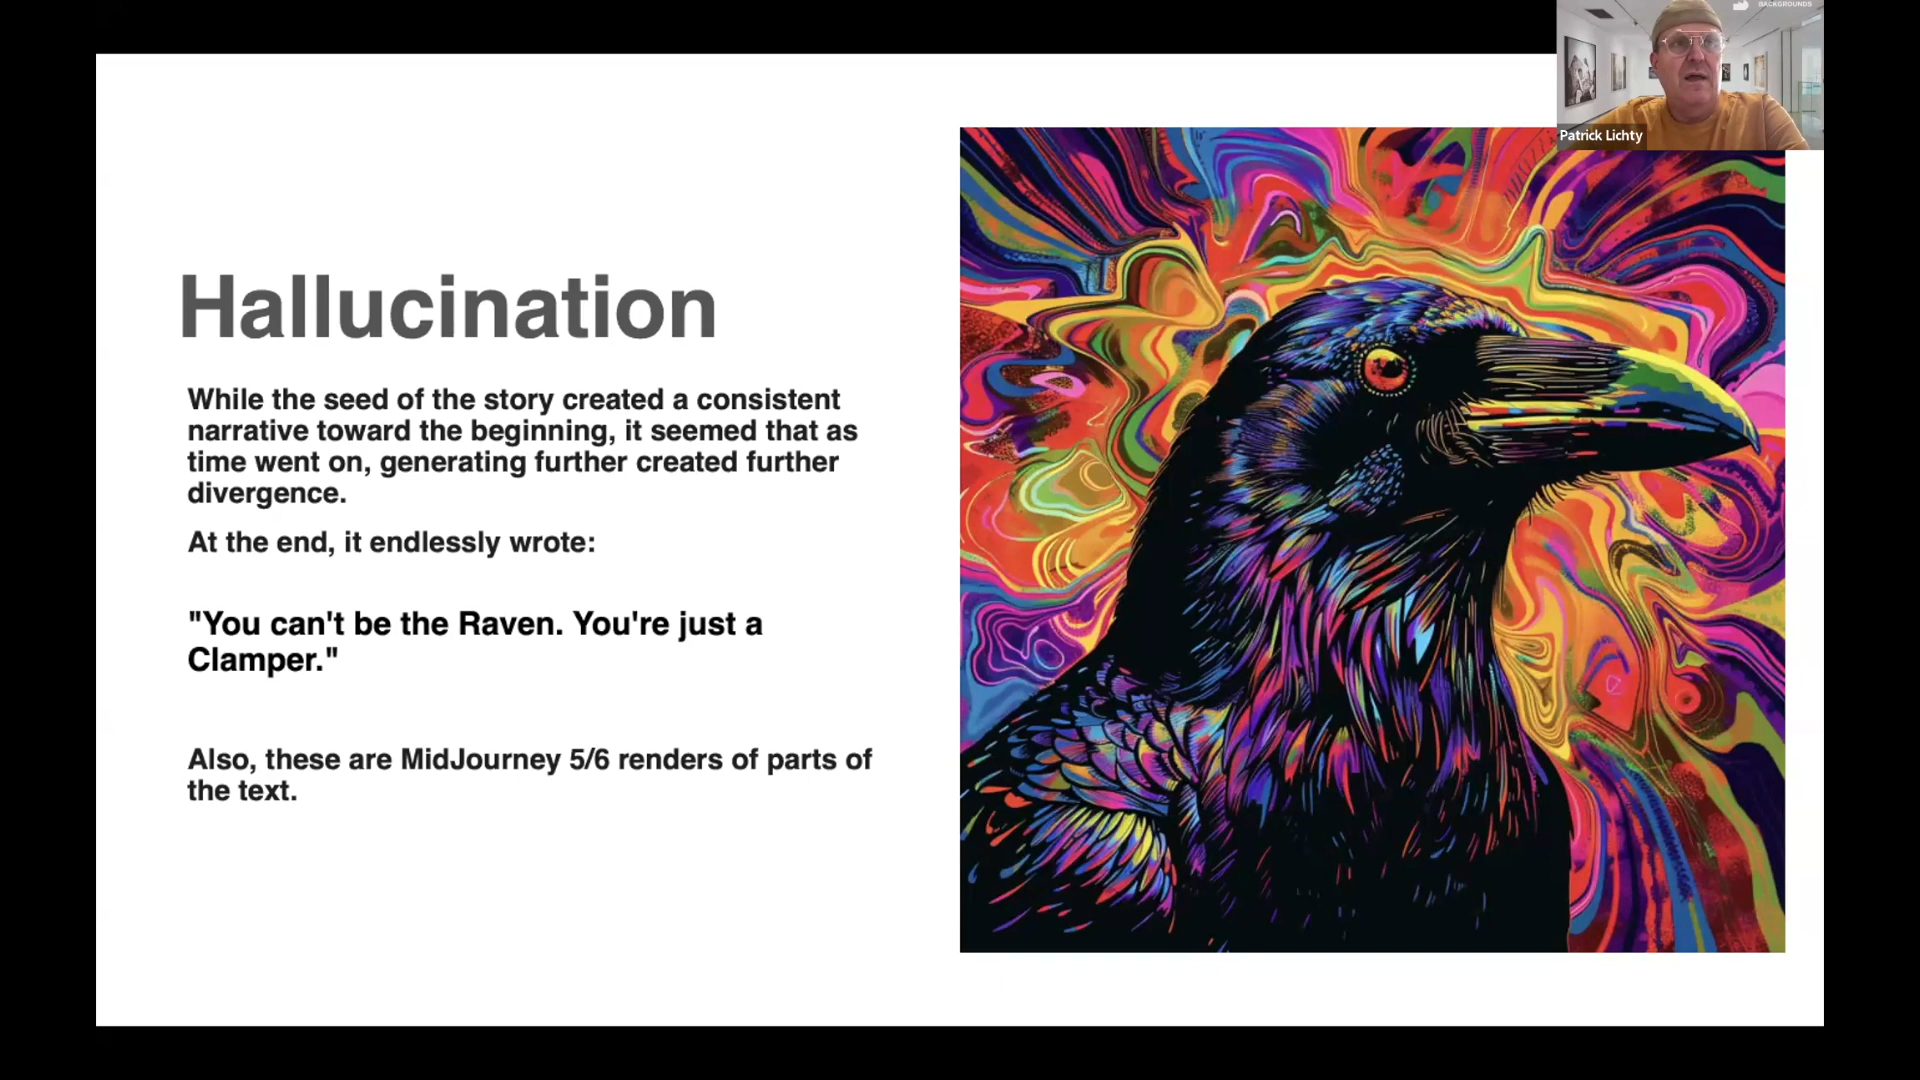 BACKGROUNDS
Patrick Lichty
Hallucination
While the seed of the story created a consistent
narrative toward the beginning, it seemed that as
time went on, generating further created further
divergence.
At the end, it endlessly wrote:
"You can't be the Raven. You're just a
Clamper."
Also, these are MidJourney 5/6 renders of parts of
the text.